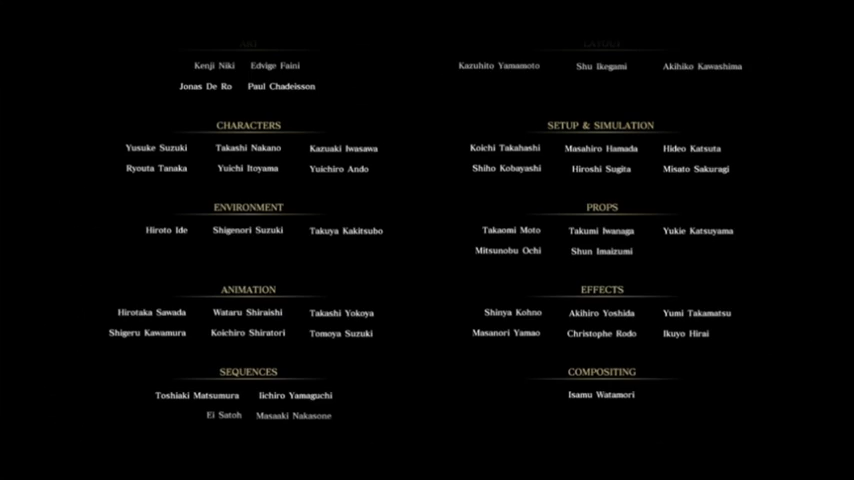 ART
Kenji Niki Edvige Faini
Jonas De Ro Paul Chadeisson
CHARACTERS
Yusuke Suzuki Takashi Nakano Kazuaki Iwasawa
Ryouta Tanaka Yuichi Itoyama Yuichiro Ando
ENVIRONMENT
Hiroto Ide Shigenori Suzuki Takuya Kakitsubo
ANIMATION
Hirotaka Sawada Wataru Shiraishi Takashi Yokoya
Shigeru Kawamura Koichiro Shiratori Tomoya Suzuki
SEQUENCES
Toshiaki Matsumura Iichiro Yamaguchi
Ei Satoh Masaaki Nakasone
LAYOUT
Kazuhito Yamamoto Shu Ikegami Akihiko Kawashima
SETUP & SIMULATION
Koichi Takahashi Masahiro Hamada Hideo Katsuta
Shiho Kobayashi Hiroshi Sugita Misato Sakuragi
PROPS
Takaomi Moto Takumi Iwanaga Yukie Katsuyama
Mitsunobu Ochi Shun Imaizumi
EFFECTS
Shinya Kohno Akihiro Yoshida Yumi Takamatsu
Masanori Yamao Christophe Rodo Ikuyo Hirai
COMPOSITING
Isamu Watamori